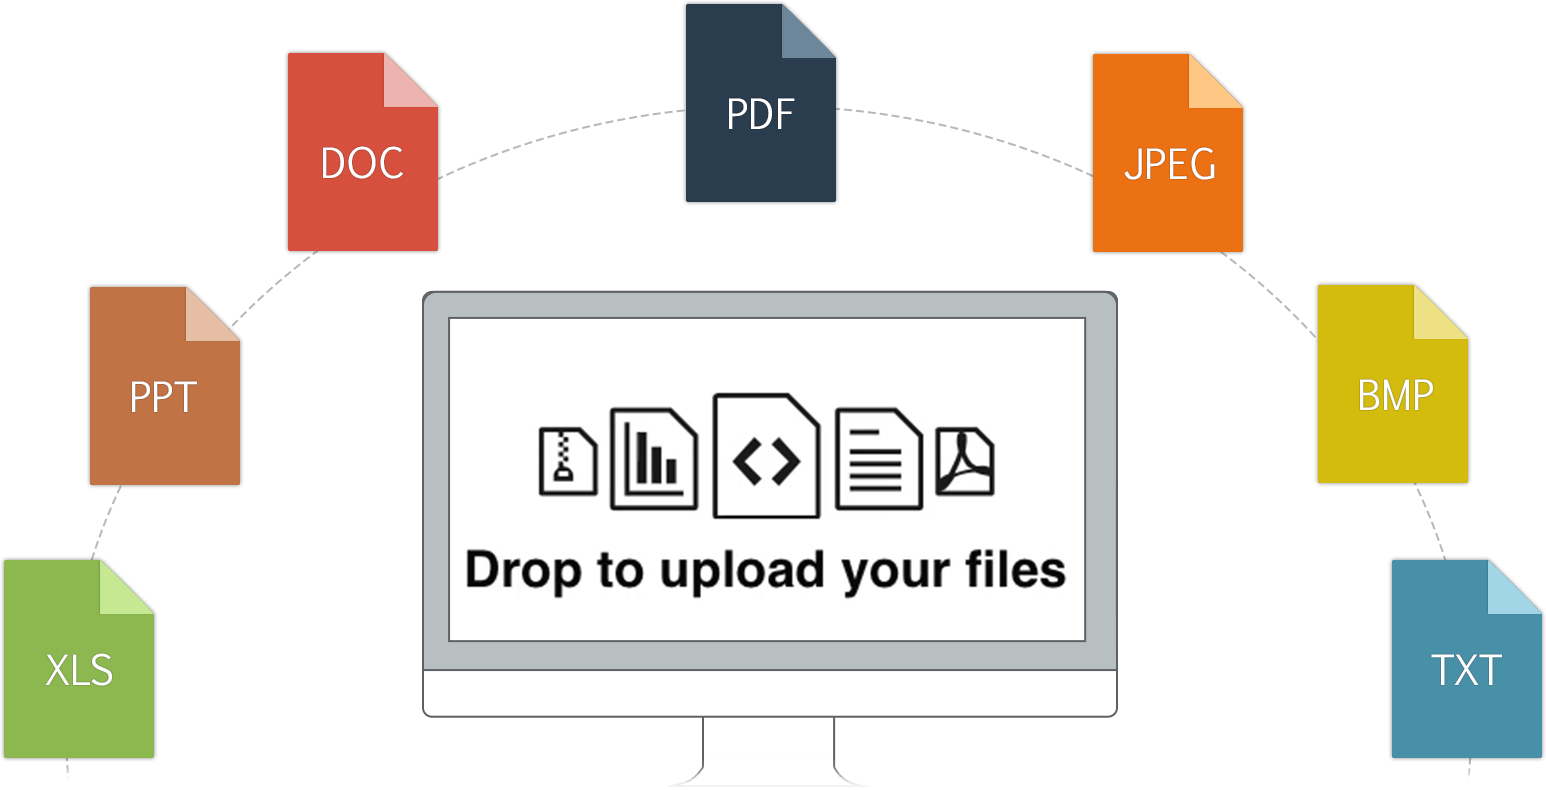 PDF
DOC
JPEG
PPT
BMP
Drop to upload your files
XLS
TXT